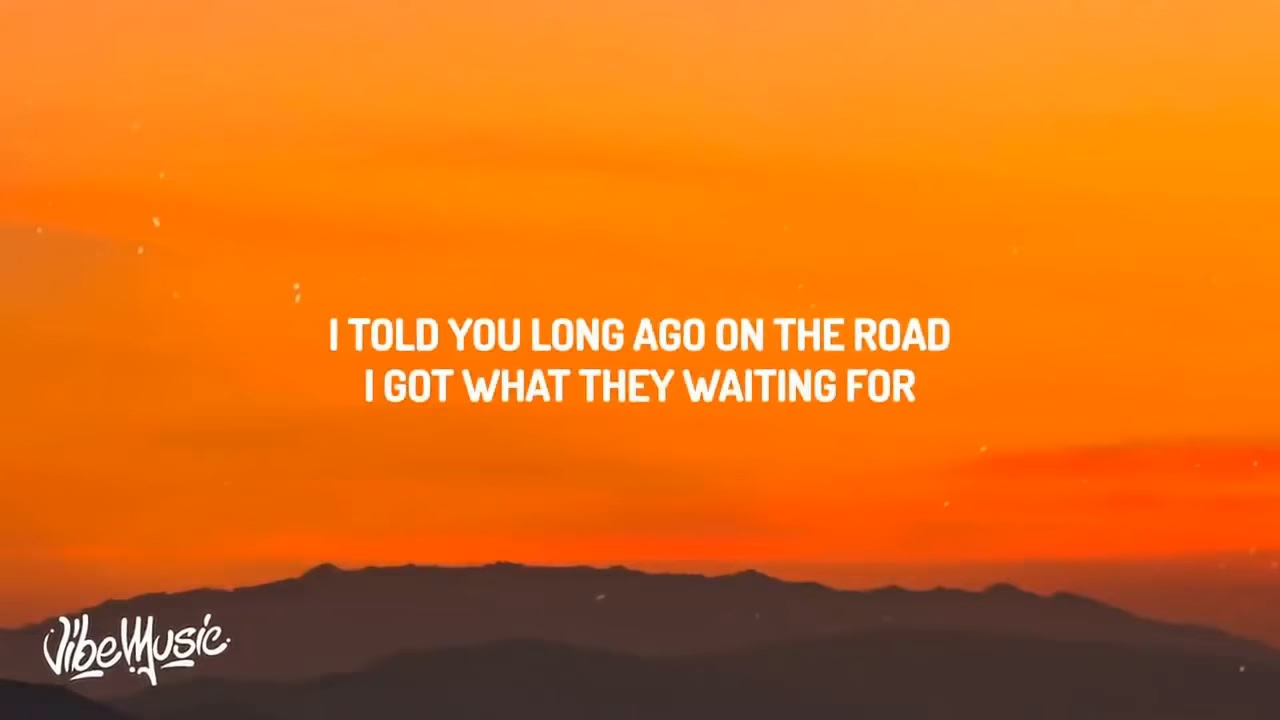 I TOLD YOU LONG AGO ON THE ROAD
I GOT WHAT THEY WAITING FOR
VibeMusic